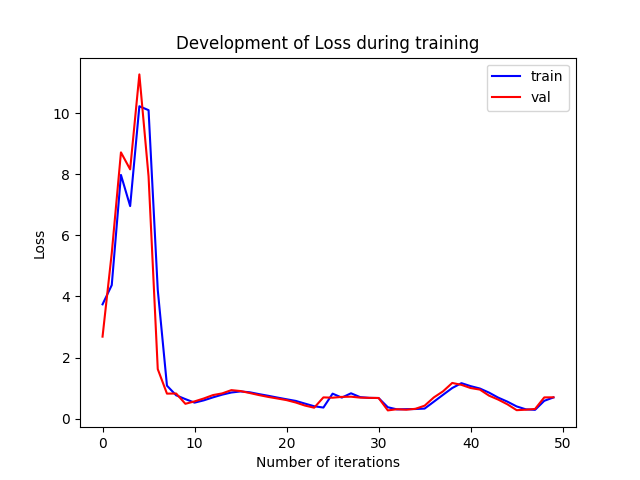 Development of Loss during training
train
val
Loss
10
8
6
4
2
0
0 10 20 30 40 50
Number of iterations